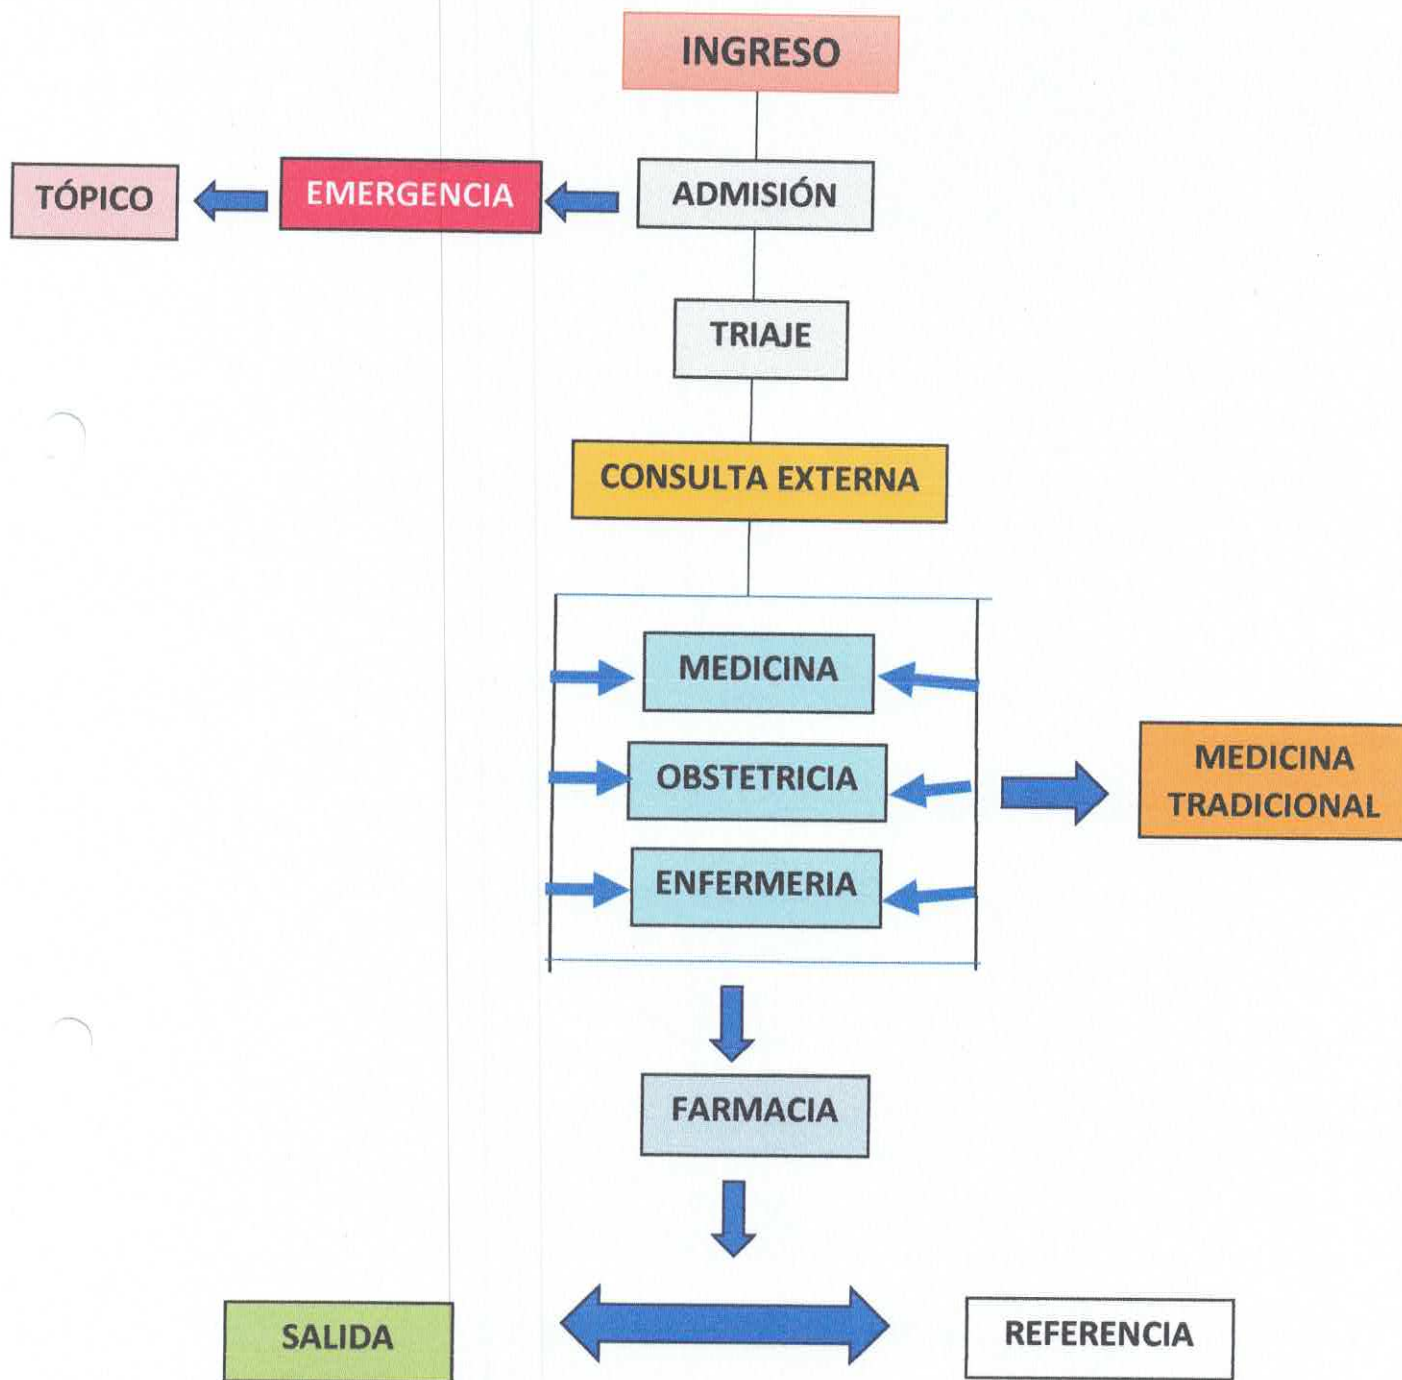 INGRESO
TÓPICO
EMERGENCIA
ADMISIÓN
TRIAJE
CONSULTA EXTERNA
MEDICINA
OBSTETRICIA
ENFERMERIA
MEDICINA
TRADICIONAL
FARMACIA
SALIDA
REFERENCIA